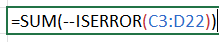 =SUM(--ISERROR(C3:D22))